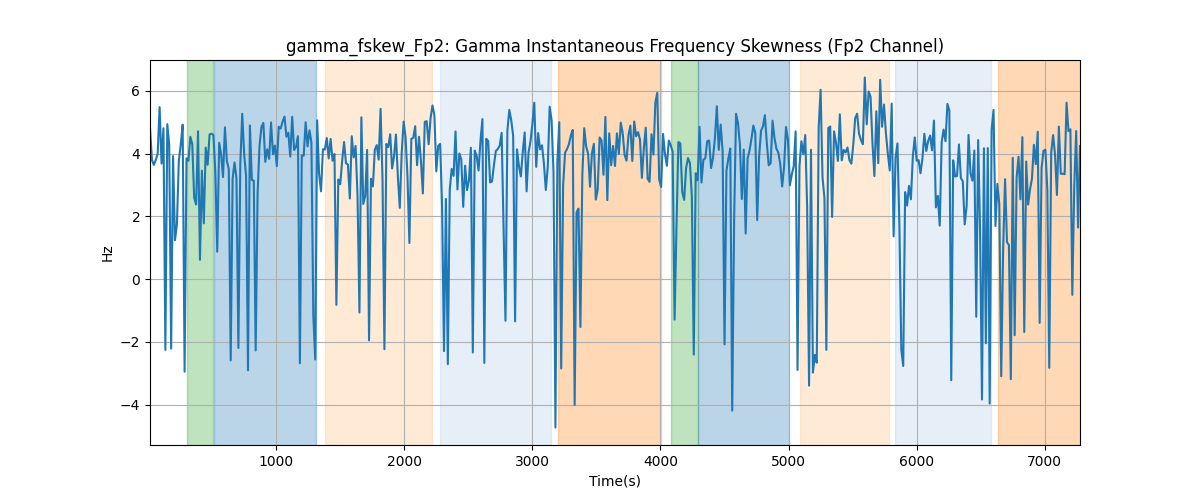 gamma_fskew_Fp2: Gamma Instantaneous Frequency Skewness (Fp2 Channel)
6
4
2
0
−2
−4
Hz
1000 2000 3000 4000 5000 6000 7000
Time(s)